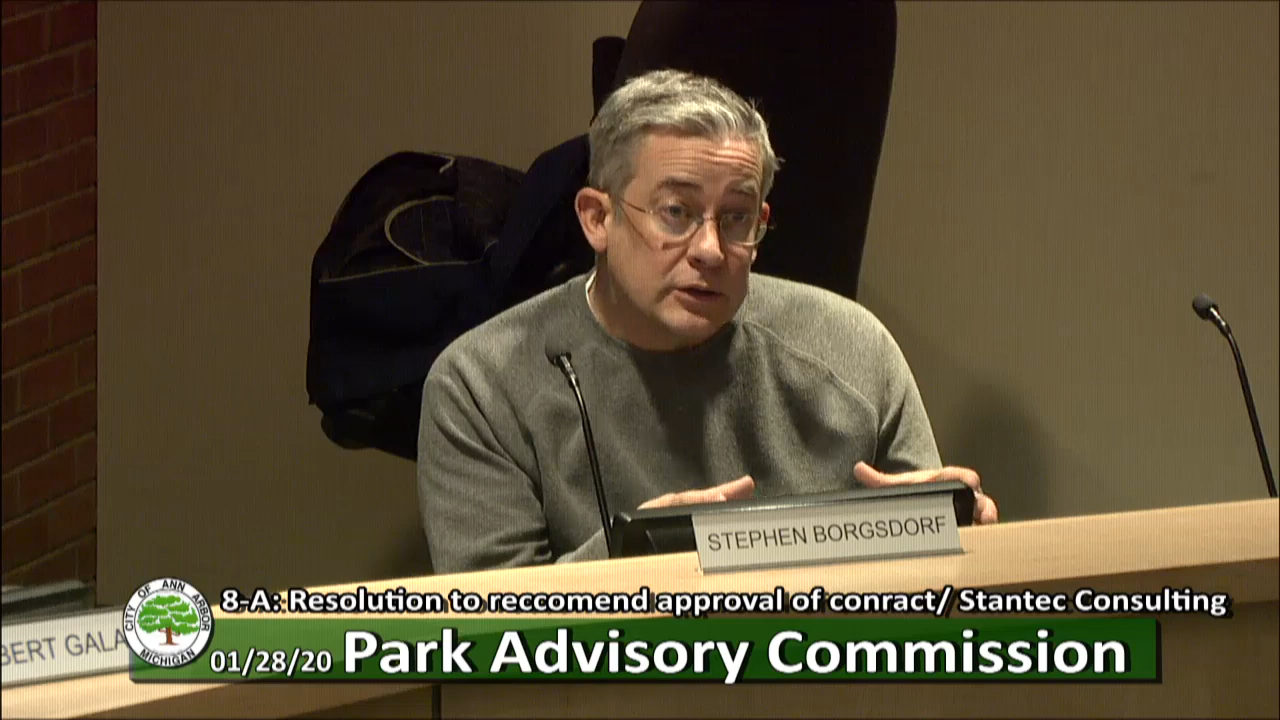 STEPHEN BORGSDORF
8-A: Resolution to reccomend approval of conract/ Stantec Consulting
BERT GALA
CITY OF ANN ARBOR
MICHIGAN
01/28/20 Park Advisory Commission